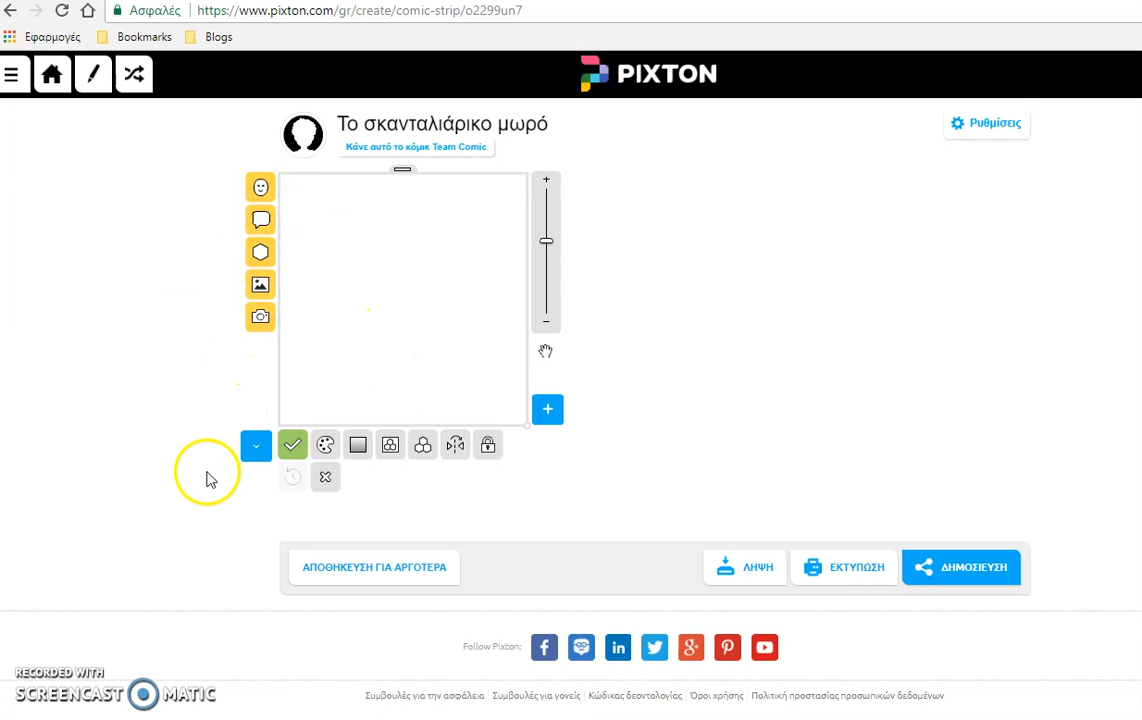 Ασφαλές https://www.pixton.com/gr/create/comic-strip/o2299un7
Εφαρμογές Bookmarks Blogs
PIXTON
Το σκανταλιάρικο μωρό
Κάνε αυτό το κόμικ Team Comic
Ρυθμίσεις
ΑΠΟΘΗΚΕΥΣΗ ΓΙΑ ΑΡΓΟΤΕΡΑ
ΛΗΨΗ
ΕΚΤΥΠΩΣΗ
ΔΗΜΟΣΙΕΥΣΗ
Follow Pixton:
RECORDED WITH
SCREENCAST MATIC
Συμβουλές για την ασφάλεια | Συμβουλές για γονείς | Κώδικας δεοντολογίας | Όροι χρήσης | Πολιτική προστασίας προσωπικών δεδομένων